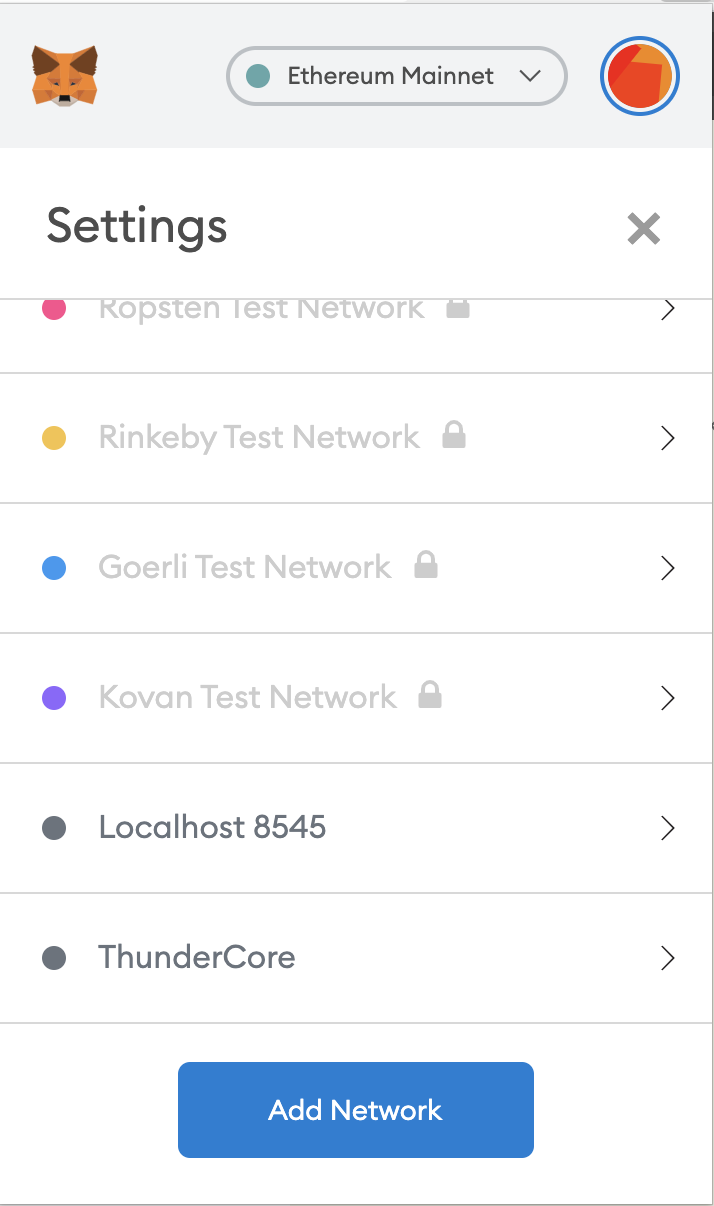 Ethereum Mainnet
Settings
Ropsten Test Network
Rinkeby Test Network
Goerli Test Network
Kovan Test Network
Localhost 8545
ThunderCore
Add Network